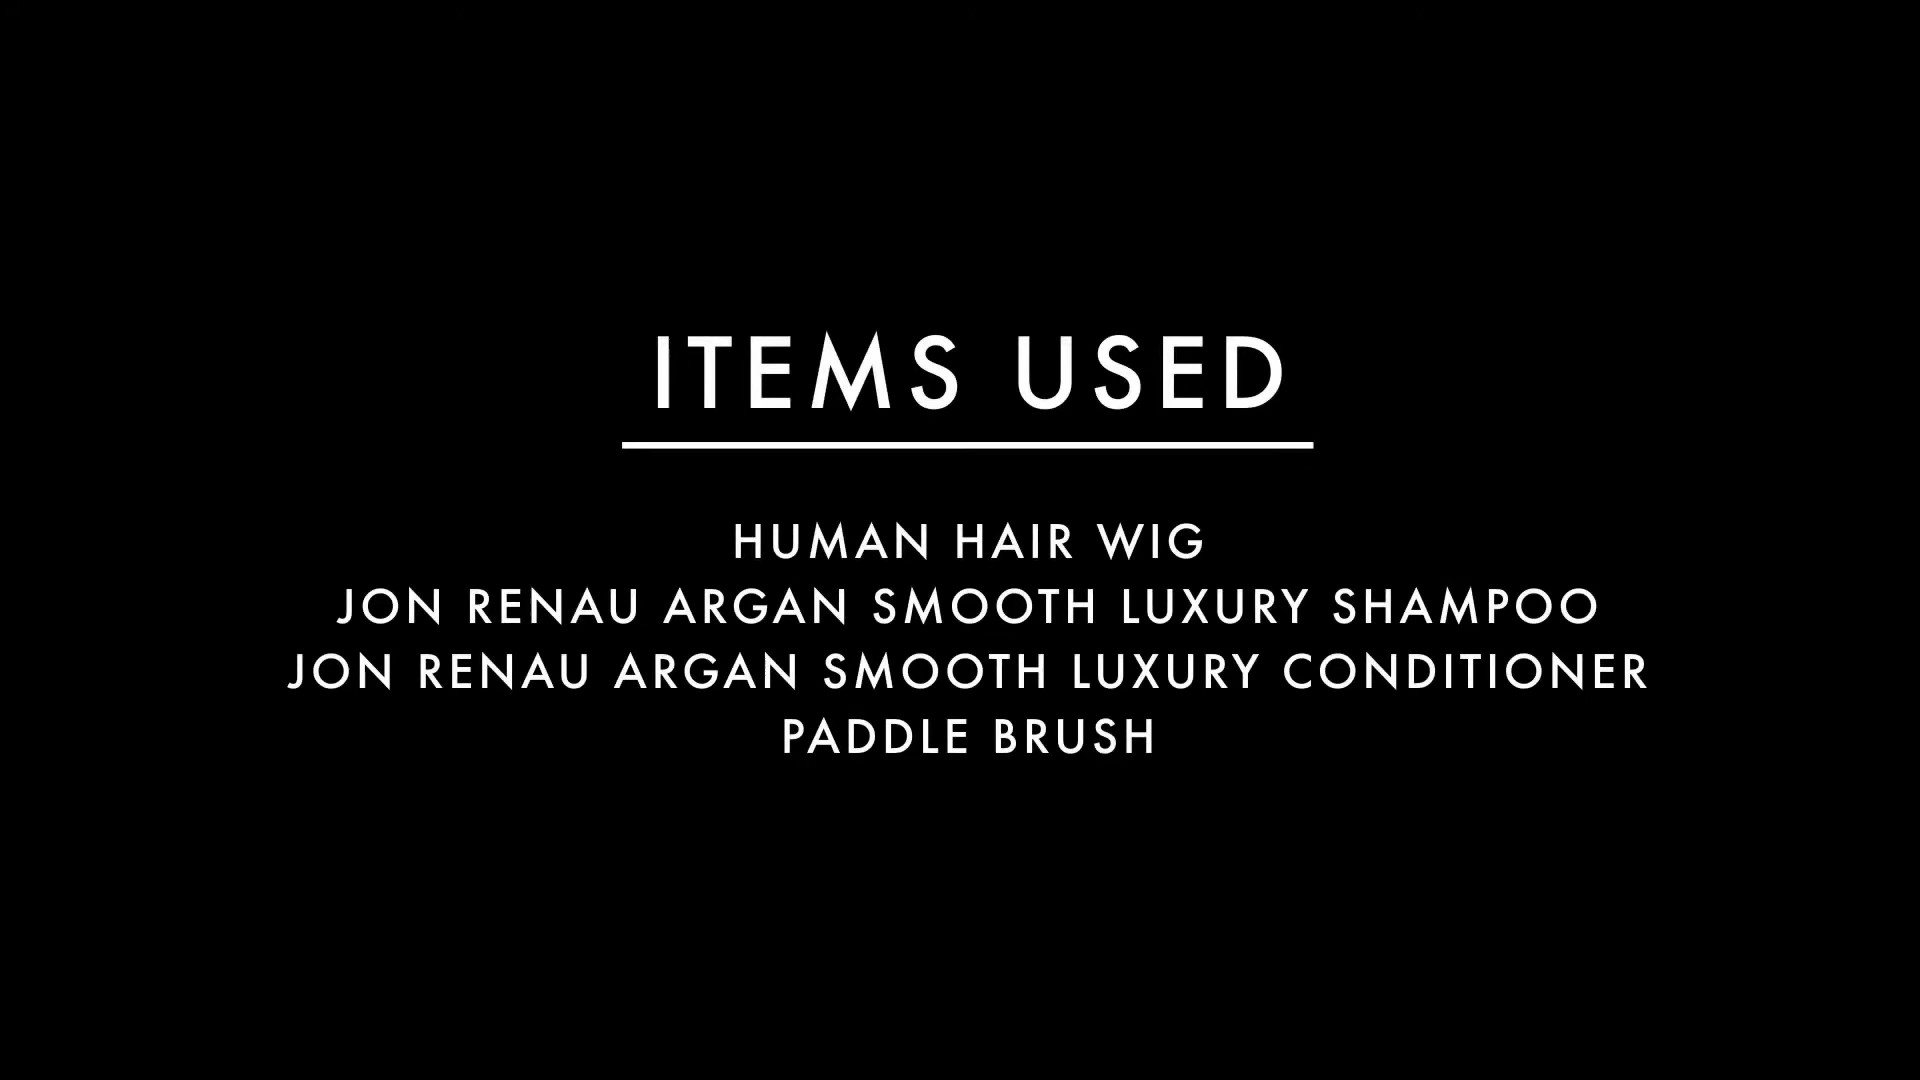 ITEMS USED
HUMAN HAIR WIG
JON RENAU ARGAN SMOOTH LUXURY SHAMPOO
JON RENAU ARGAN SMOOTH LUXURY CONDITIONER
PADDLE BRUSH